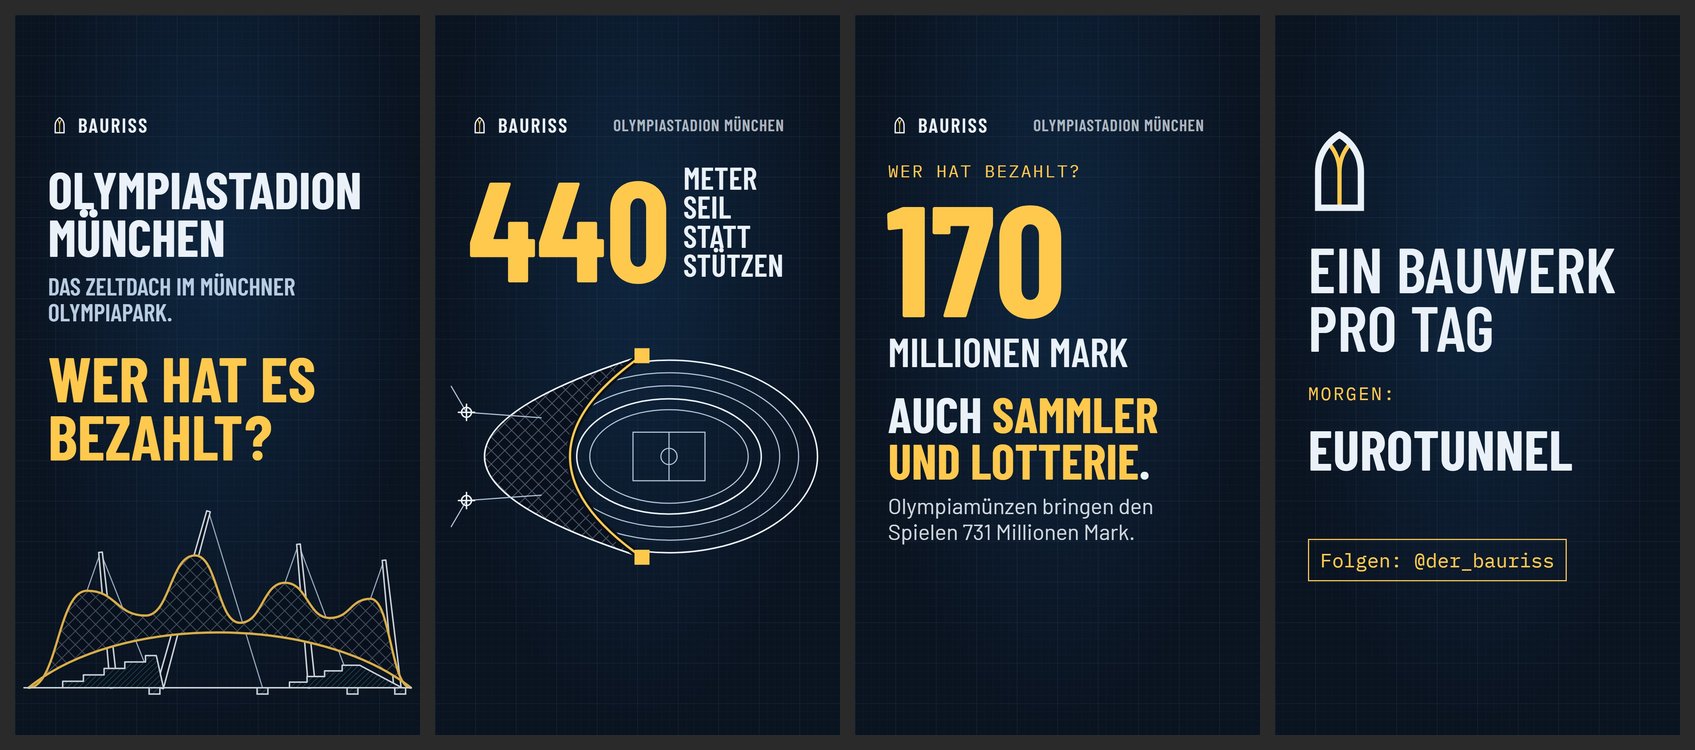 BAURISS
OLYMPIASTADION
MÜNCHEN
DAS ZELTDACH IM MÜNCHNER
OLYMPIAPARK.
WER HAT ES
BEZAHLT?
BAURISS
OLYMPIASTADION MÜNCHEN
440
METER
SEIL
STATT
STÜTZEN
BAURISS
OLYMPIASTADION MÜNCHEN
WER HAT BEZAHLT?
170
MILLIONEN MARK
AUCH SAMMLER
UND LOTTERIE.
Olympiamünzen bringen den
Spielen 731 Millionen Mark.
EIN BAUWERK
PRO TAG
MORGEN:
EUROTUNNEL
Folgen: @der_bauriss